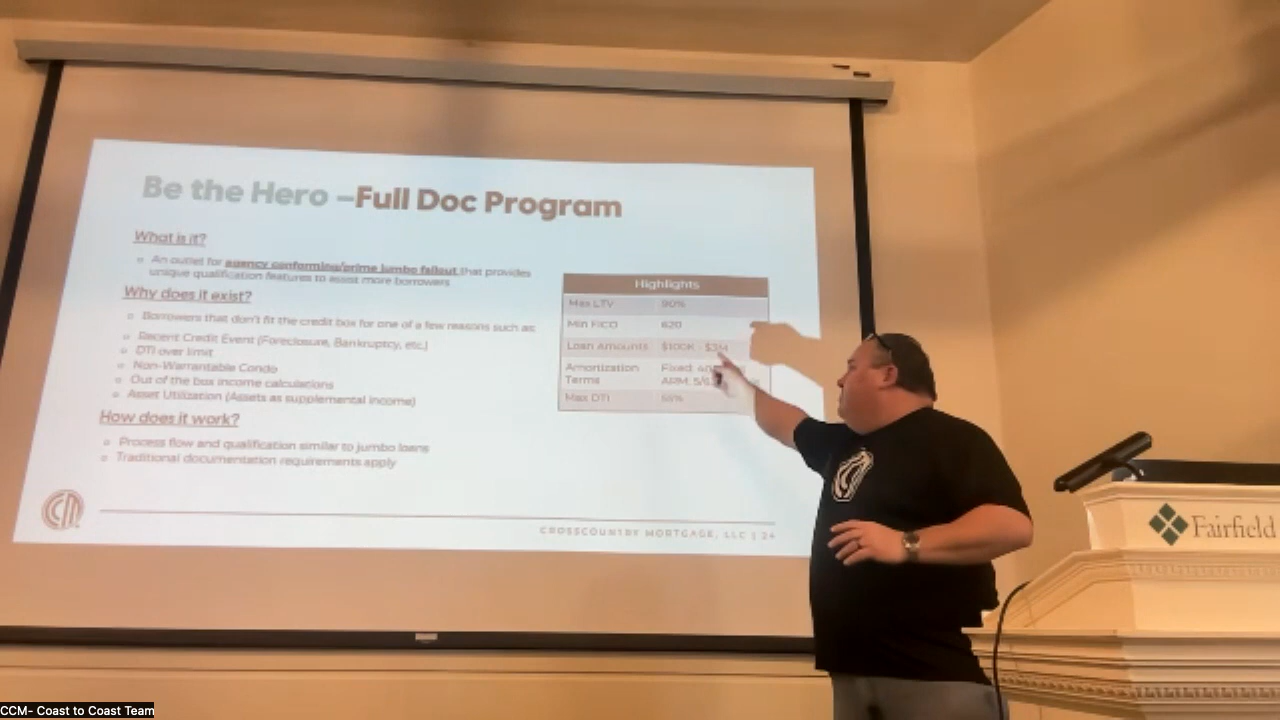 Be the Hero –Full Doc Program
What is it?
An outlet for agency conforming/prime jumbo fallout that provides
unique qualification features to assist more borrowers
Why does it exist?
Borrowers that don't fit the credit box for one of a few reasons such as:
Recent Credit Event (Foreclosure, Bankruptcy, etc.)
DTI over limit
Non-Warrantable Condo
Out of the box income calculations
Asset Utilization (Assets as supplemental income)
How does it work?
Process flow and qualification similar to jumbo loans
Traditional documentation requirements apply
Highlights
Max LTV 90%
Min FICO 620
Loan Amounts $100K - $3M
Amortization Fixed:
Terms ARM:
Max DTI 55%
CROSSCOUNTRY MORTGAGE, LLC | 24
Fairfield
CCM- Coast to Coast Team